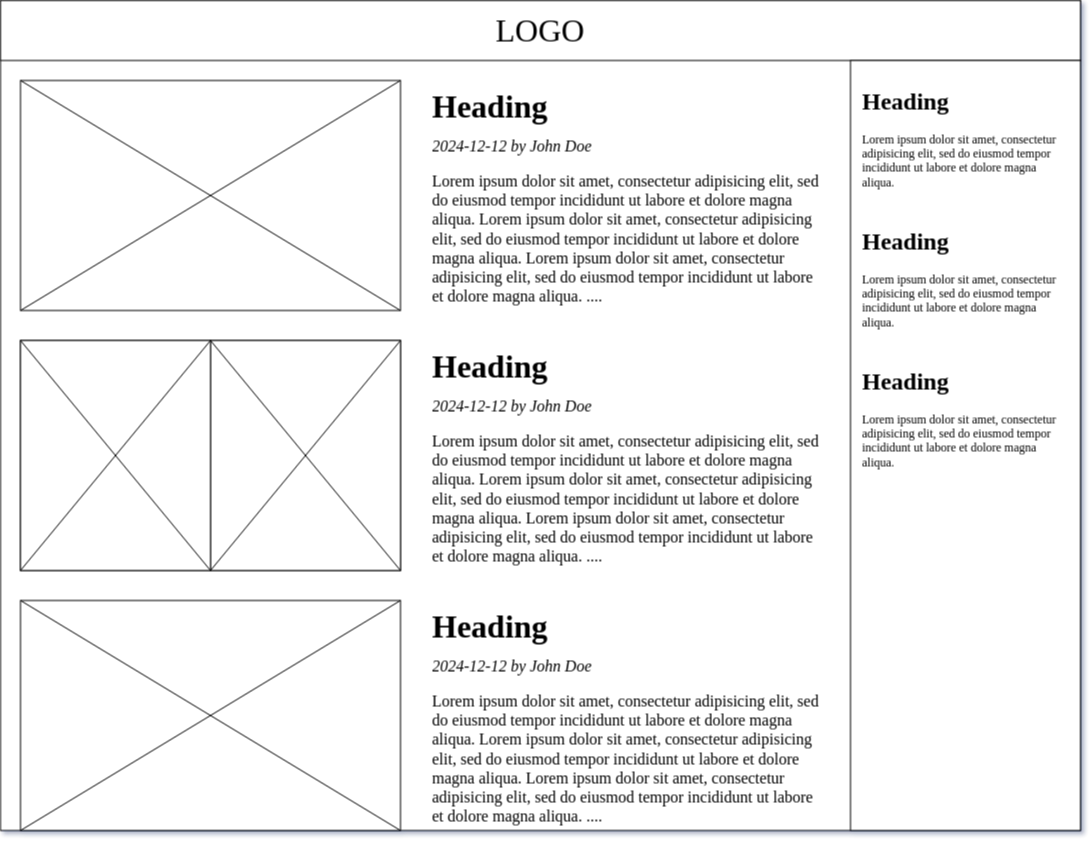 LOGO
Heading
2024-12-12 by John Doe
Lorem ipsum dolor sit amet, consectetur adipisicing elit, sed
do eiusmod tempor incididunt ut labore et dolore magna
aliqua. Lorem ipsum dolor sit amet, consectetur adipisicing
elit, sed do eiusmod tempor incididunt ut labore et dolore
magna aliqua. Lorem ipsum dolor sit amet, consectetur
adipisicing elit, sed do eiusmod tempor incididunt ut labore
et dolore magna aliqua. ....
Heading
2024-12-12 by John Doe
Lorem ipsum dolor sit amet, consectetur adipisicing elit, sed
do eiusmod tempor incididunt ut labore et dolore magna
aliqua. Lorem ipsum dolor sit amet, consectetur adipisicing
elit, sed do eiusmod tempor incididunt ut labore et dolore
magna aliqua. Lorem ipsum dolor sit amet, consectetur
adipisicing elit, sed do eiusmod tempor incididunt ut labore
et dolore magna aliqua. ....
Heading
2024-12-12 by John Doe
Lorem ipsum dolor sit amet, consectetur adipisicing elit, sed
do eiusmod tempor incididunt ut labore et dolore magna
aliqua. Lorem ipsum dolor sit amet, consectetur adipisicing
elit, sed do eiusmod tempor incididunt ut labore et dolore
magna aliqua. Lorem ipsum dolor sit amet, consectetur
adipisicing elit, sed do eiusmod tempor incididunt ut labore
et dolore magna aliqua. ....
Heading
Lorem ipsum dolor sit amet, consectetur
adipisicing elit, sed do eiusmod tempor
incididunt ut labore et dolore magna
aliqua.
Heading
Lorem ipsum dolor sit amet, consectetur
adipisicing elit, sed do eiusmod tempor
incididunt ut labore et dolore magna
aliqua.
Heading
Lorem ipsum dolor sit amet, consectetur
adipisicing elit, sed do eiusmod tempor
incididunt ut labore et dolore magna
aliqua.